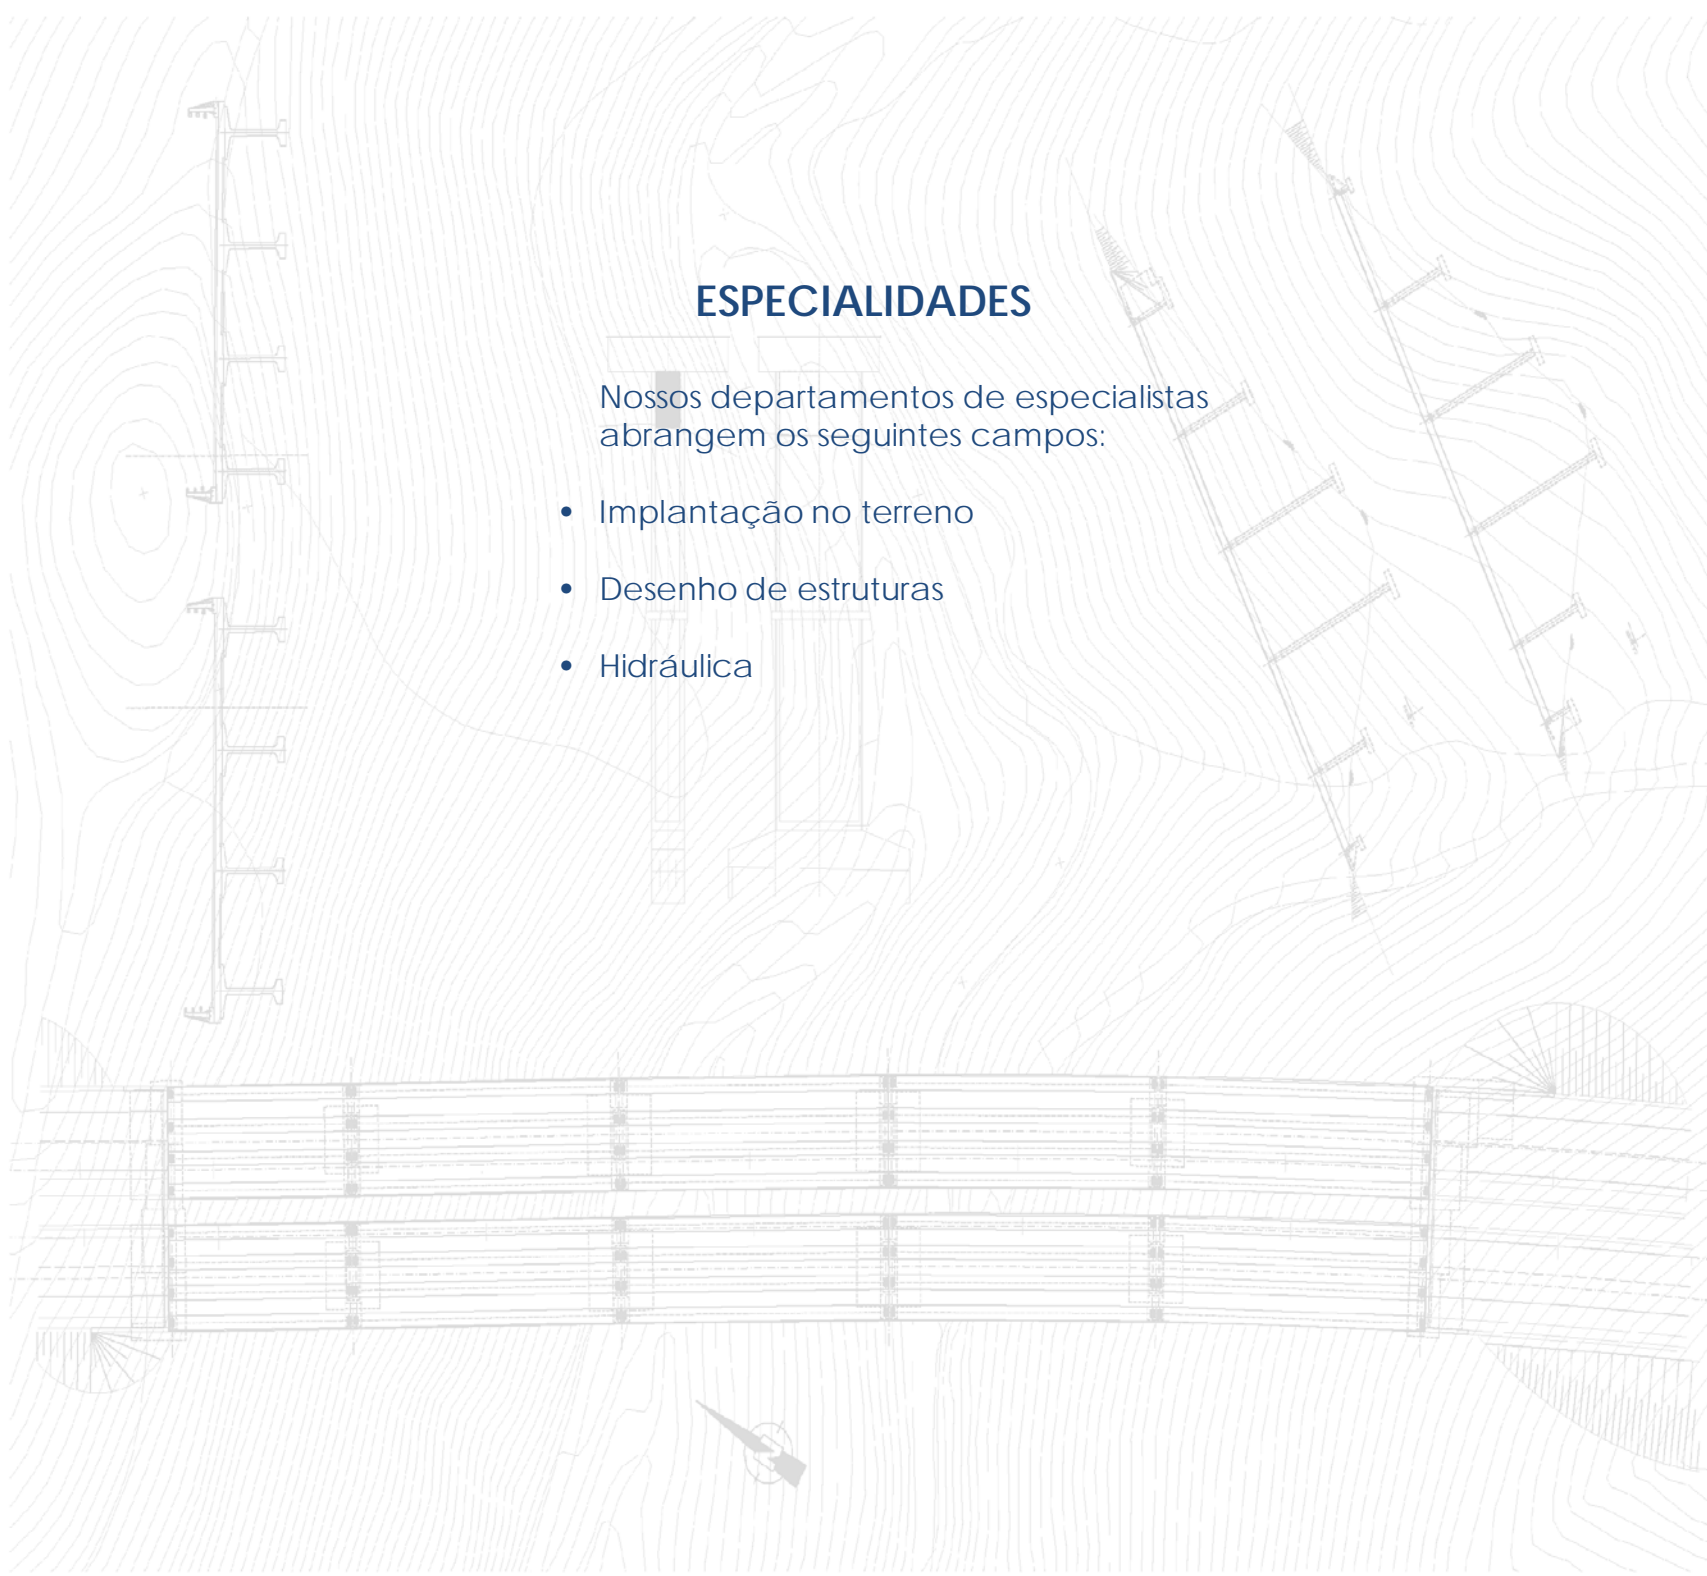 ESPECIALIDADES
Nossos departamentos de especialistas
abrangem os seguintes campos:
• Implantação no terreno
• Desenho de estruturas
• Hidráulica